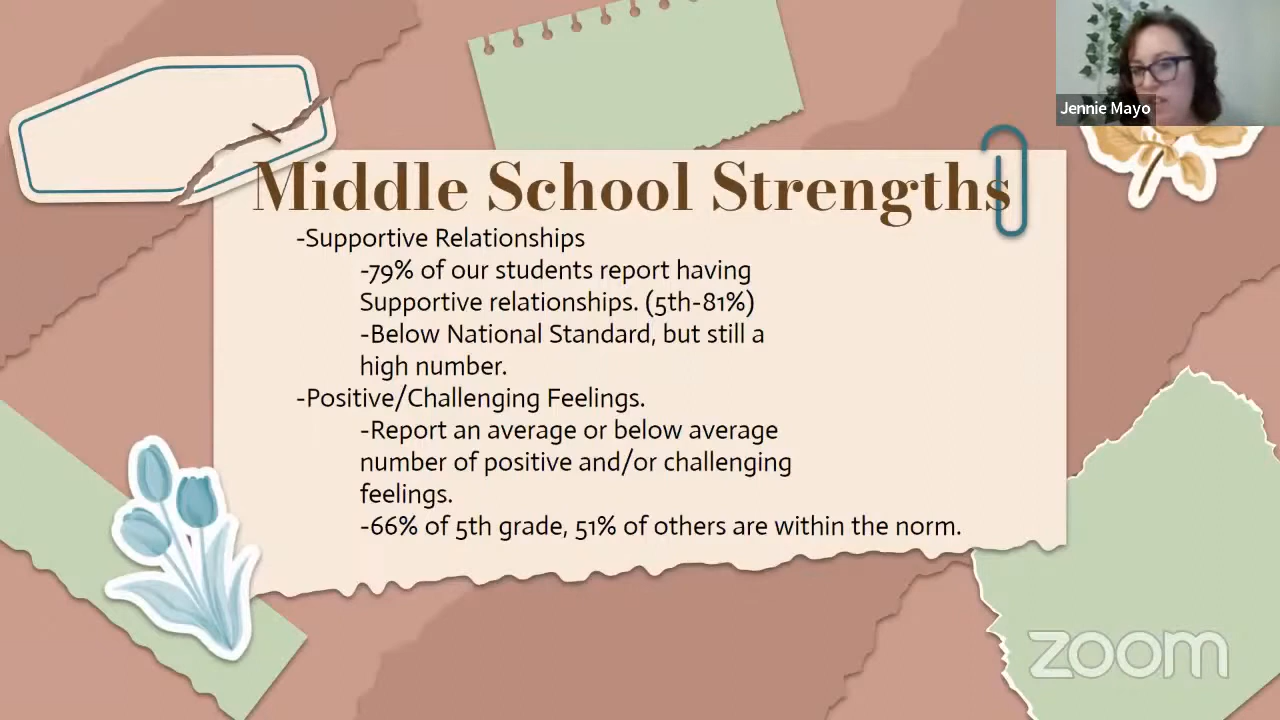 Jennie Mayo
Middle School Strengths
-Supportive Relationships
-79% of our students report having
Supportive relationships. (5th-81%)
-Below National Standard, but still a
high number.
-Positive/Challenging Feelings.
-Report an average or below average
number of positive and/or challenging
feelings.
-66% of 5th grade, 51% of others are within the norm.
zoom